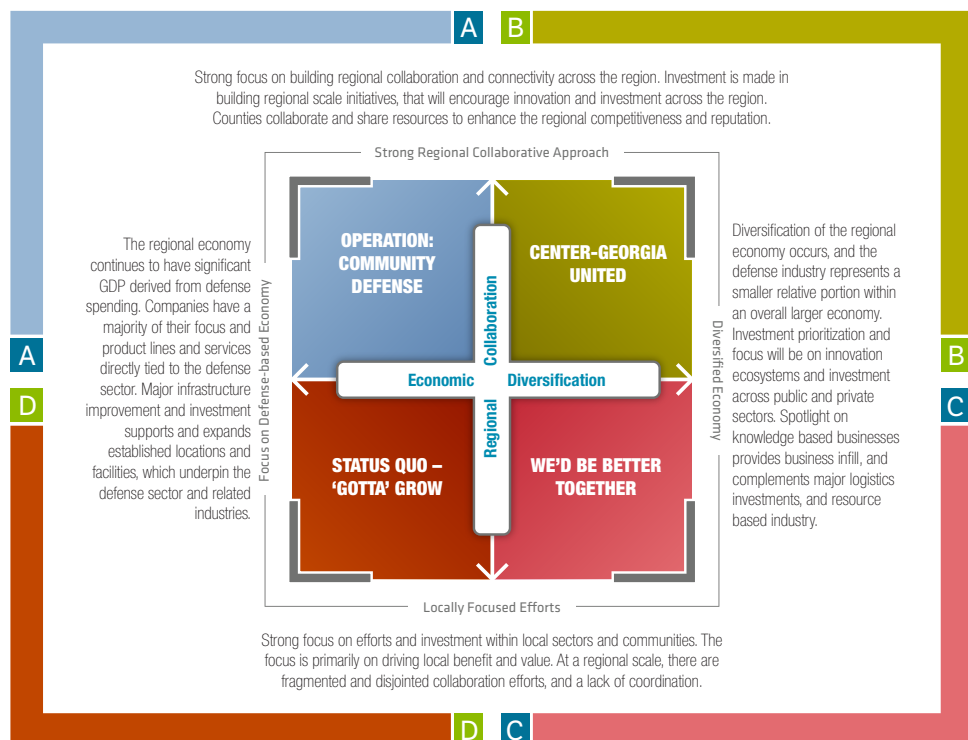 A B
Strong focus on building regional collaboration and connectivity across the region. Investment is made in
building regional scale initiatives, that will encourage innovation and investment across the region.
Counties collaborate and share resources to enhance the regional competitiveness and reputation.
Strong Regional Collaborative Approach
The regional economy
continues to have significant
GDP derived from defense
spending. Companies have a
majority of their focus and
product lines and services
directly tied to the defense
sector. Major infrastructure
improvement and investment
supports and expands
established locations and
facilities, which underpin the
defense sector and related
industries.
Focus on Defense-based Economy
OPERATION:
COMMUNITY
DEFENSE
CENTER-GEORGIA
UNITED
Regional Collaboration
Economic Diversification
STATUS QUO –
‘GOTTA’ GROW
WE’D BE BETTER
TOGETHER
Diversified Economy
Diversification of the regional
economy occurs, and the
defense industry represents a
smaller relative portion within
an overall larger economy.
Investment prioritization and
focus will be on innovation
ecosystems and investment
across public and private
sectors. Spotlight on
knowledge based businesses
provides business infill, and
complements major logistics
investments, and resource
based industry.
A
D
B
C
Locally Focused Efforts
Strong focus on efforts and investment within local sectors and communities. The
focus is primarily on driving local benefit and value. At a regional scale, there are
fragmented and disjointed collaboration efforts, and a lack of coordination.
D C